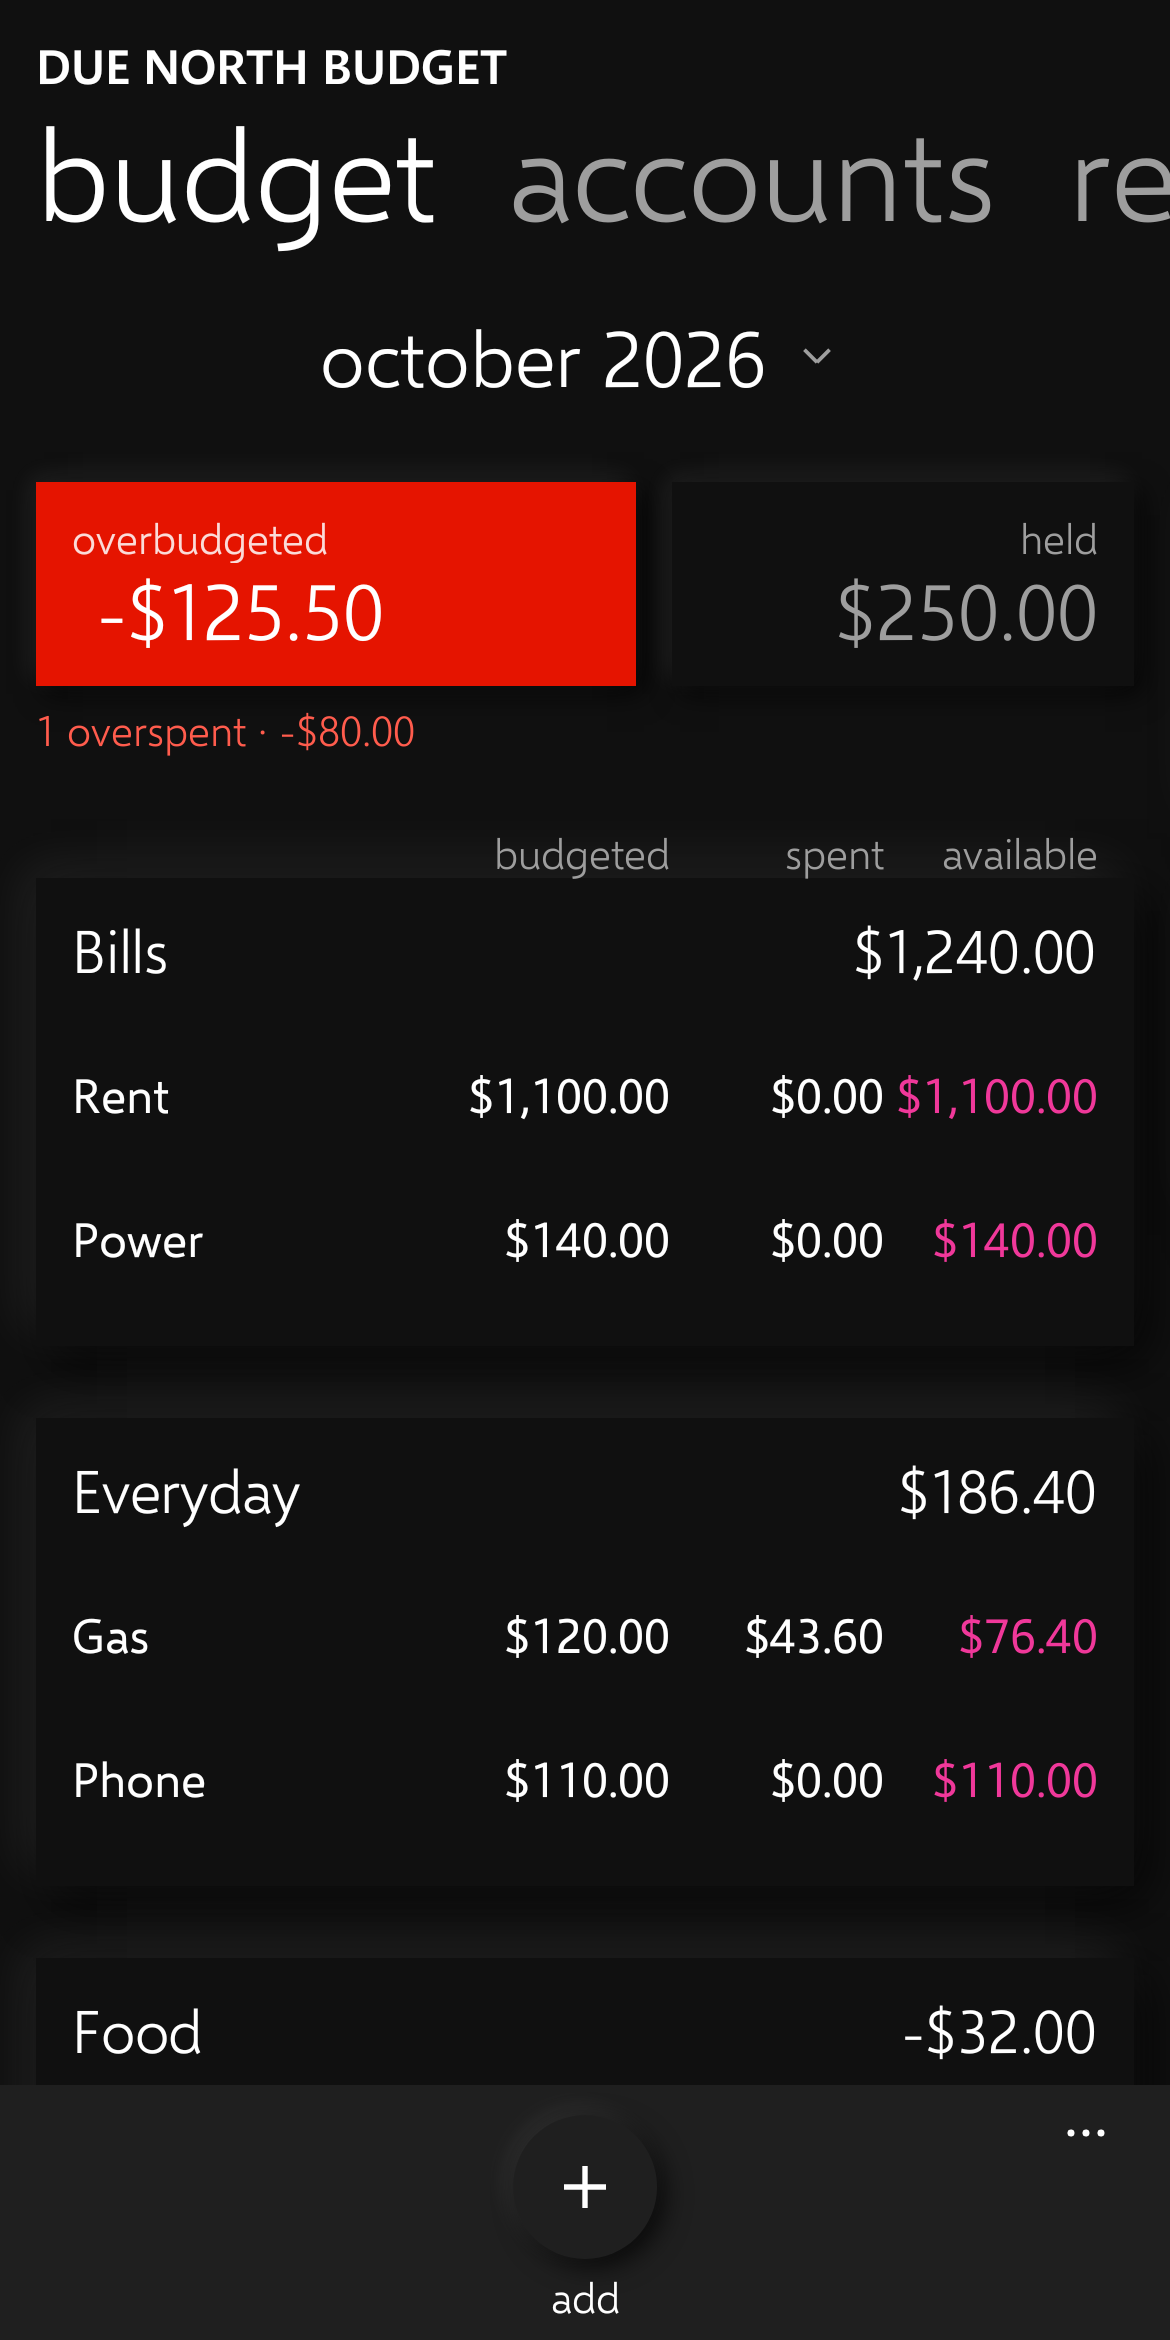 DUE NORTH BUDGET
budget accounts re
october 2026
overbudgeted
-$125.50
held
$250.00
1 overspent · -$80.00
budgeted spent available
Bills $1,240.00
Rent $1,100.00 $0.00 $1,100.00
Power $140.00 $0.00 $140.00
Everyday $186.40
Gas $120.00 $43.60 $76.40
Phone $110.00 $0.00 $110.00
Food -$32.00
add